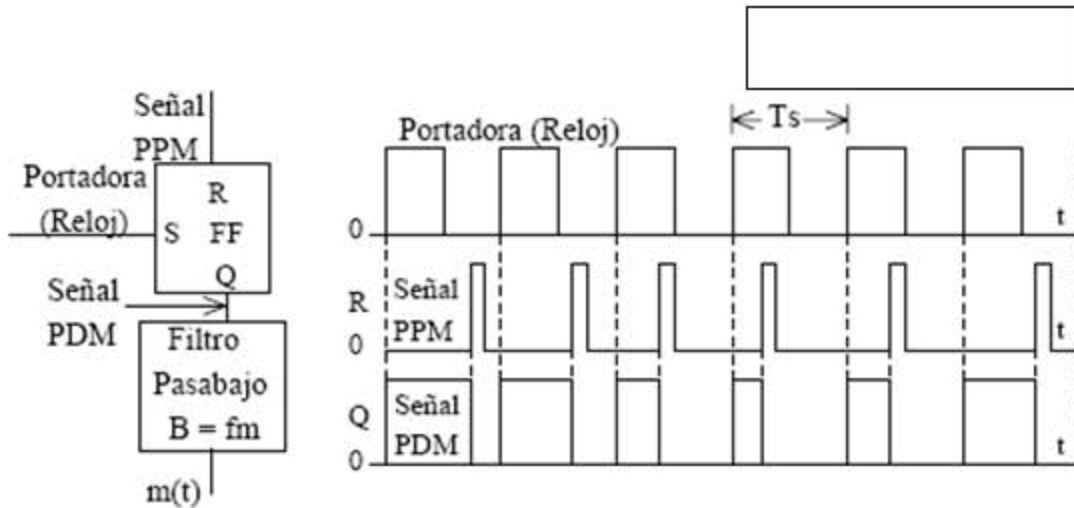 Señal
PPM
Portadora
(Reloj)
R
S FF
Q
Señal
PDM
Filtro
Pasabajo
B = fm
m(t)
Ts
Portadora (Reloj)
0 t
R Señal
0 PPM t
Q Señal
0 PDM t